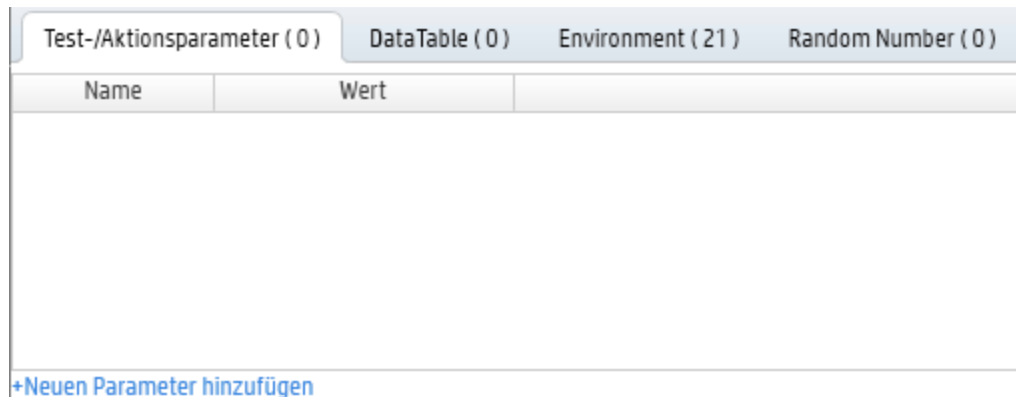 Test-/Aktionsparameter ( 0 ) DataTable ( 0 ) Environment ( 21 ) Random Number ( 0 )
Name Wert
+Neuen Parameter hinzufügen